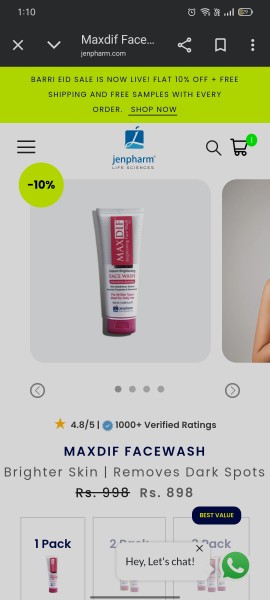 1:10
Maxdif Face...
jenpharm.com
BARRI EID SALE IS NOW LIVE! FLAT 10% OFF + FREE
SHIPPING AND FREE SAMPLES WITH EVERY
ORDER. SHOP NOW
jenpharm
LIFE SCIENCES
1
-10%
MAXDIF
FACE WASH
jenpharm
4.8/5 | 1000+ Verified Ratings
MAXDIF FACEWASH
Brighter Skin | Removes Dark Spots
Rs. 998 Rs. 898
BEST VALUE
1 Pack
2 Pack
Hey, Let's chat!